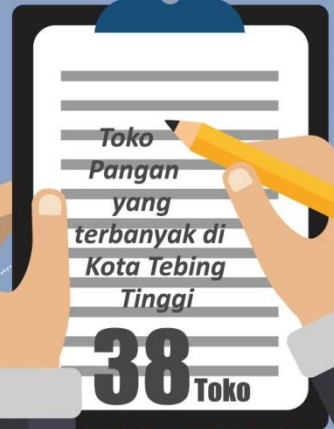 Toko
Pangan
yang
terbanyak di
Kota Tebing
Tinggi
38 Toko